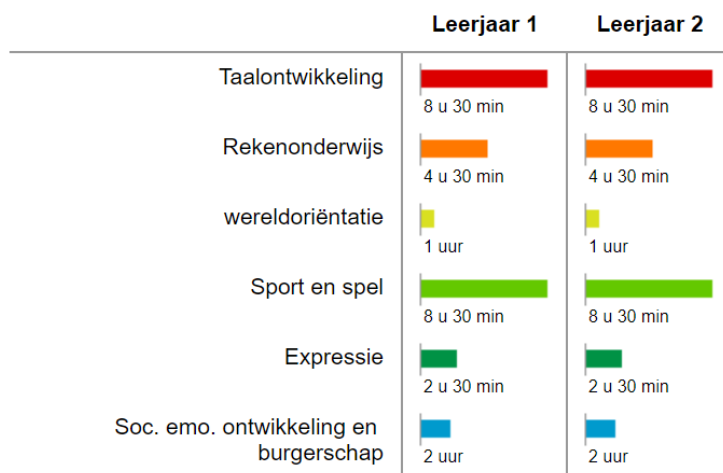 Leerjaar 1 Leerjaar 2
Taalontwikkeling
8 u 30 min 8 u 30 min
Rekenonderwijs
4 u 30 min 4 u 30 min
wereldoriëntatie
1 uur 1 uur
Sport en spel
8 u 30 min 8 u 30 min
Expressie
2 u 30 min 2 u 30 min
Soc. emo. ontwikkeling en
burgerschap
2 uur 2 uur